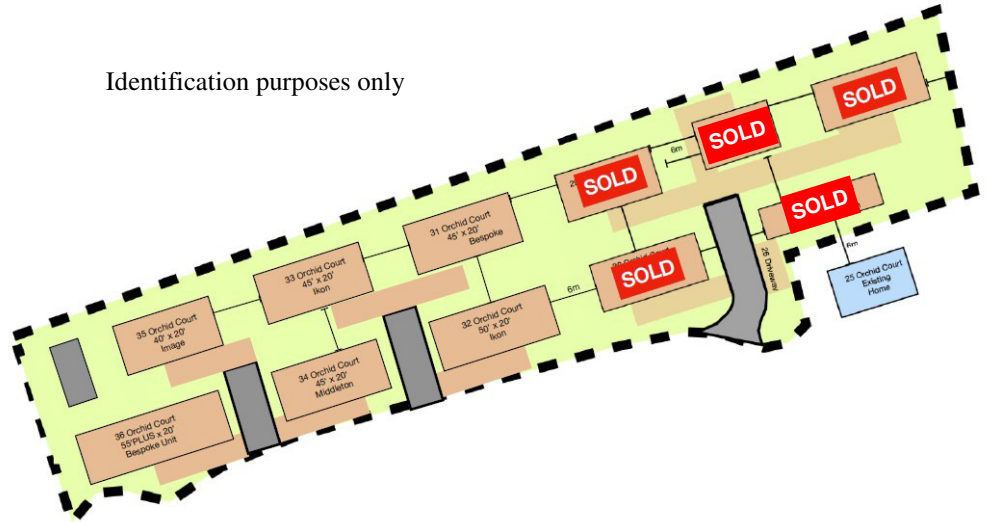 Identification purposes only
SOLD
SOLD
SOLD
SOLD
SOLD
6m
6m
6m
26 Driveway
25 Orchid Court
Existing
Home
31 Orchid Court
45' x 20'
Bespoke
33 Orchid Court
45' x 20'
Ikon
35 Orchid Court
40' x 20'
Image
32 Orchid Court
50' x 20'
Ikon
34 Orchid Court
45' x 20'
Middleton
36 Orchid Court
55'PLUS x 20'
Bespoke Unit